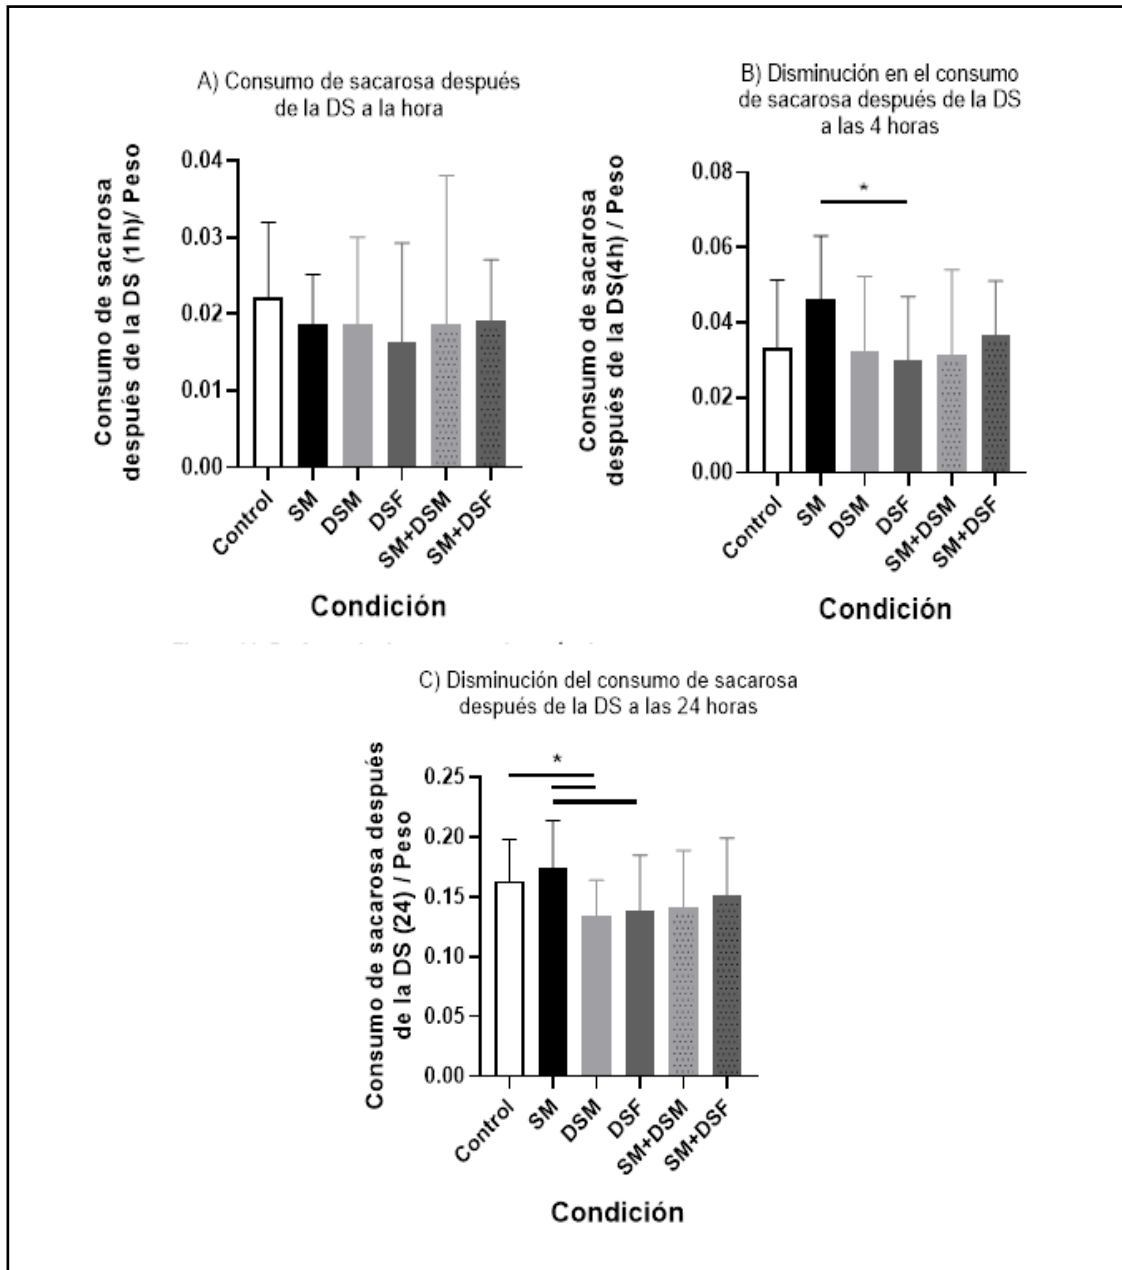 A) Consumo de sacarosa después
de la DS a la hora
Consumo de sacarosa
después de la DS (1h)/ Peso
0.04
0.03
0.02
0.01
0.00
Control
SM
DSM
DSF
SM+DSM
SM+DSF
Condición
B) Disminución en el consumo
de sacarosa después de la DS
a las 4 horas
Consumo de sacarosa
después de la DS(4h) / Peso
0.08
0.06
0.04
0.02
0.00
*
Control
SM
DSM
DSF
SM+DSM
SM+DSF
Condición
C) Disminución del consumo de sacarosa
después de la DS a las 24 horas
Consumo de sacarosa después
de la DS (24) / Peso
0.25
0.20
0.15
0.10
0.05
0.00
*
Control
SM
DSM
DSF
SM+DSM
SM+DSF
Condición